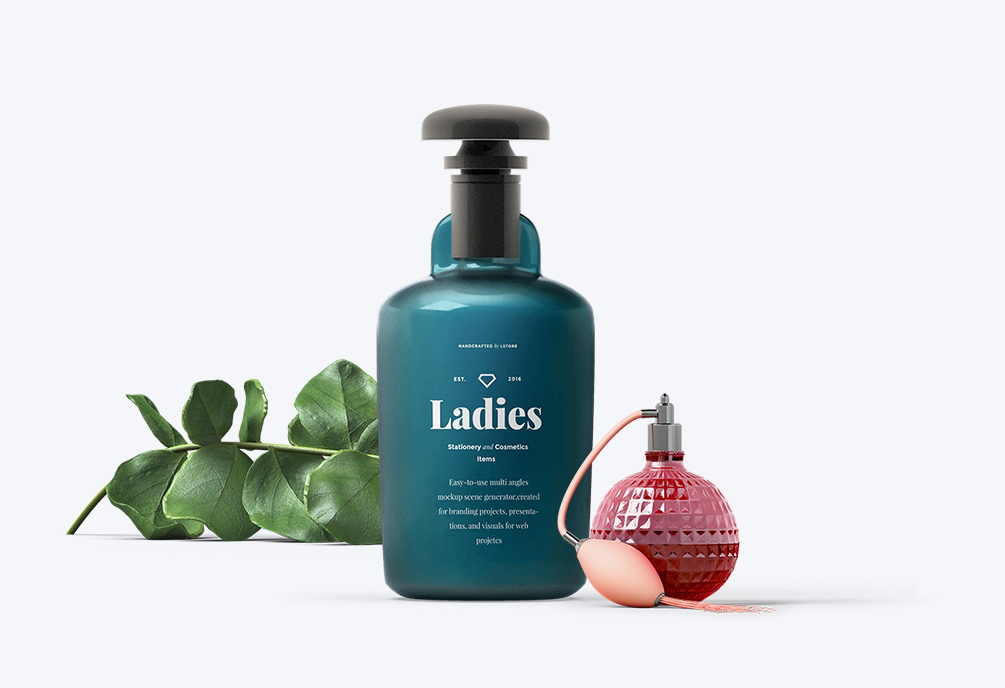 HANDCRAFTED by LSTORE
EST. 2016
Ladies
Stationery and Cosmetics
Items
Easy-to-use multi angles
mockup scene generator,created
for branding projects, presenta-
tions, and visuals for web
projetcs